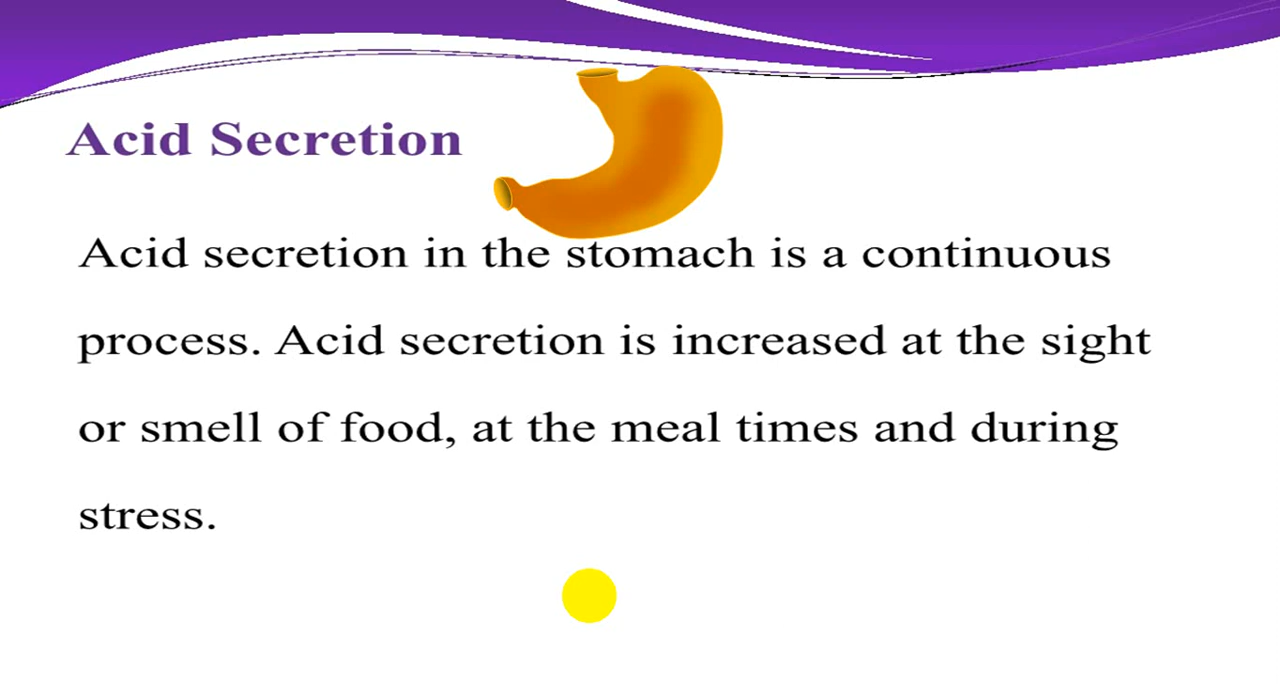 Acid Secretion
Acid secretion in the stomach is a continuous
process. Acid secretion is increased at the sight
or smell of food, at the meal times and during
stress.